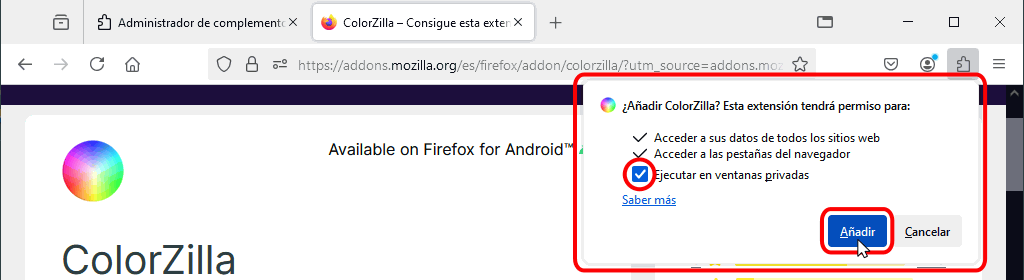 Administrador de complemento
ColorZilla – Consigue esta exten
https://addons.mozilla.org/es/firefox/addon/colorzilla/?utm_source=addons.moz
¿Añadir ColorZilla? Esta extensión tendrá permiso para:
Acceder a sus datos de todos los sitios web
Available on Firefox for Android™
Acceder a las pestañas del navegador
Ejecutar en ventanas privadas
Saber más
Añadir
Cancelar
ColorZilla